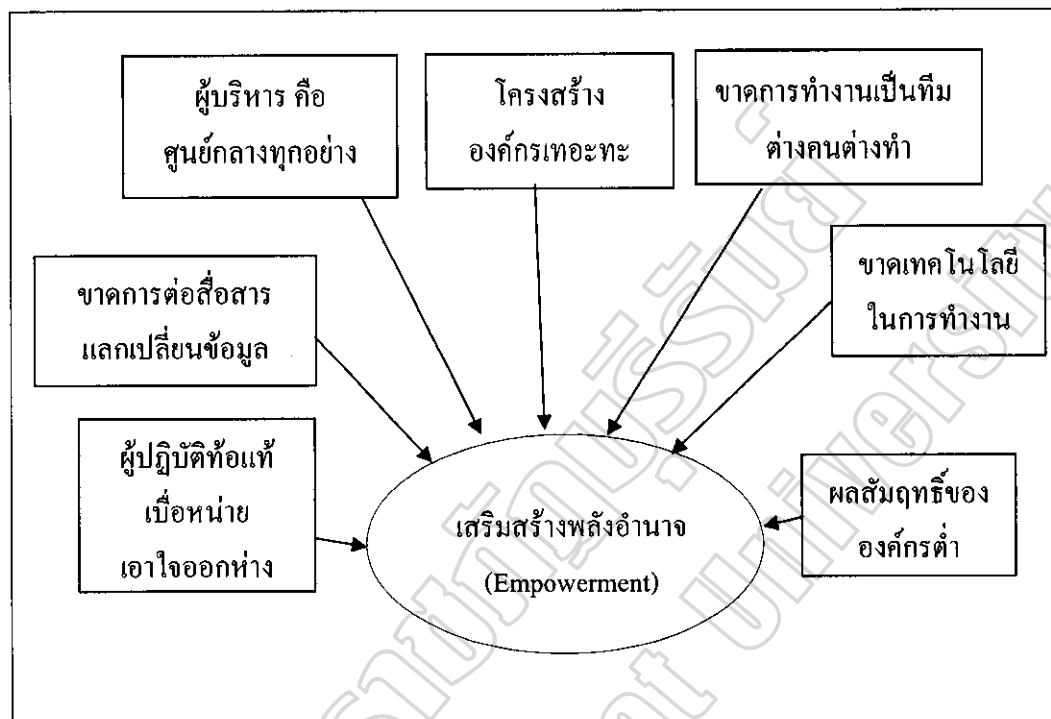 ผู้บริหาร คือ
ศูนย์กลางทุกอย่าง
โครงสร้าง
องค์กรเทอะทะ
ขาดการทำงานเป็นทีม
ต่างคนต่างทำ
ขาดการต่อสื่อสาร
แลกเปลี่ยนข้อมูล
ขาดเทคโนโลยี
ในการทำงาน
ผู้ปฏิบัติท้อแท้
เบื่อหน่าย
เอาใจออกห่าง
เสริมสร้างพลังอำนาจ
(Empowerment)
ผลสัมฤทธิ์ของ
องค์กรต่ำ
University